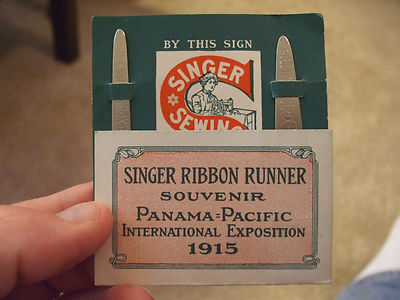 BY THIS SIGN
SINGER
SEWING
SINGER RIBBON RUNNER
SOUVENIR
PANAMA=PACIFIC
INTERNATIONAL EXPOSITION
1915